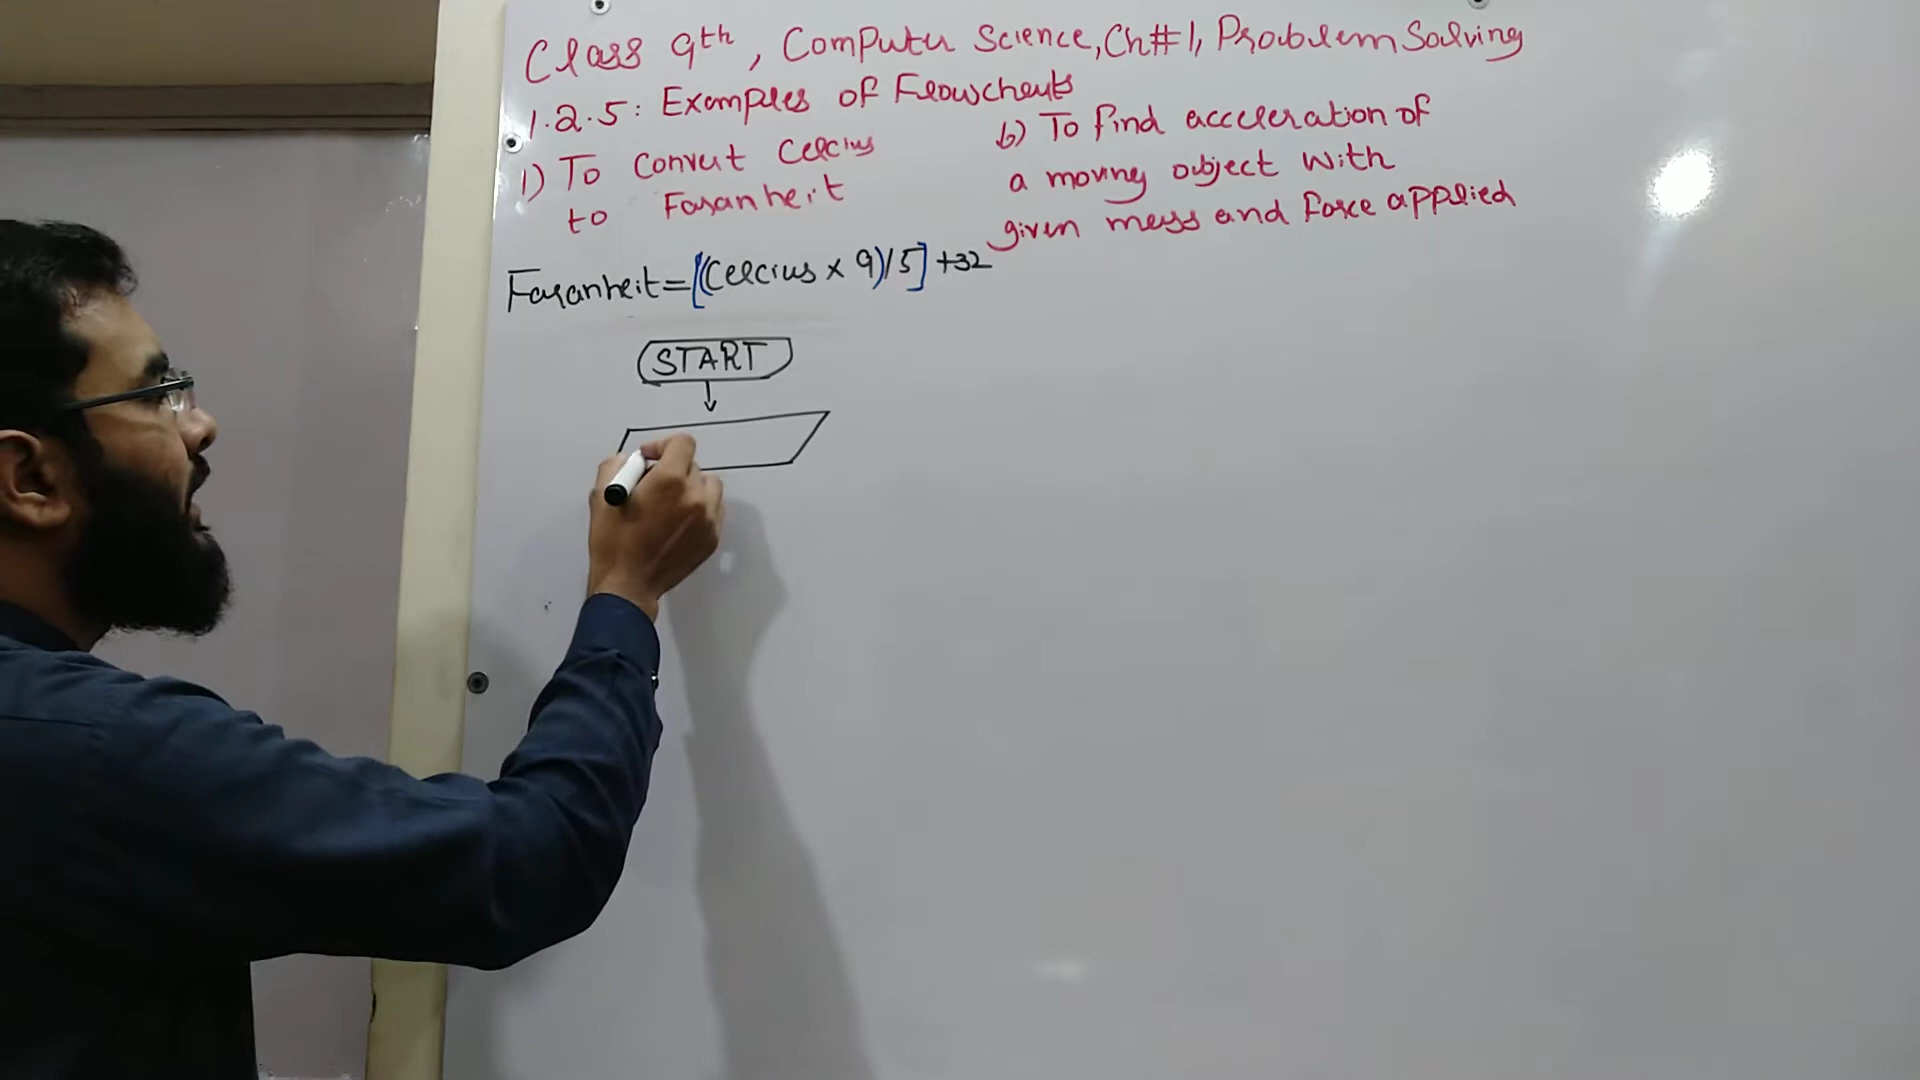 Class 9th, Computer Science, Ch#1, Problem Solving
1.2.5: Examples of Flowcharts
1) To Convert Celcius
to Faranheit
b) To find acceleration of
a moving object with
given mass and force applied
Faranheit=[(Celcius x 9)/5]+32
START